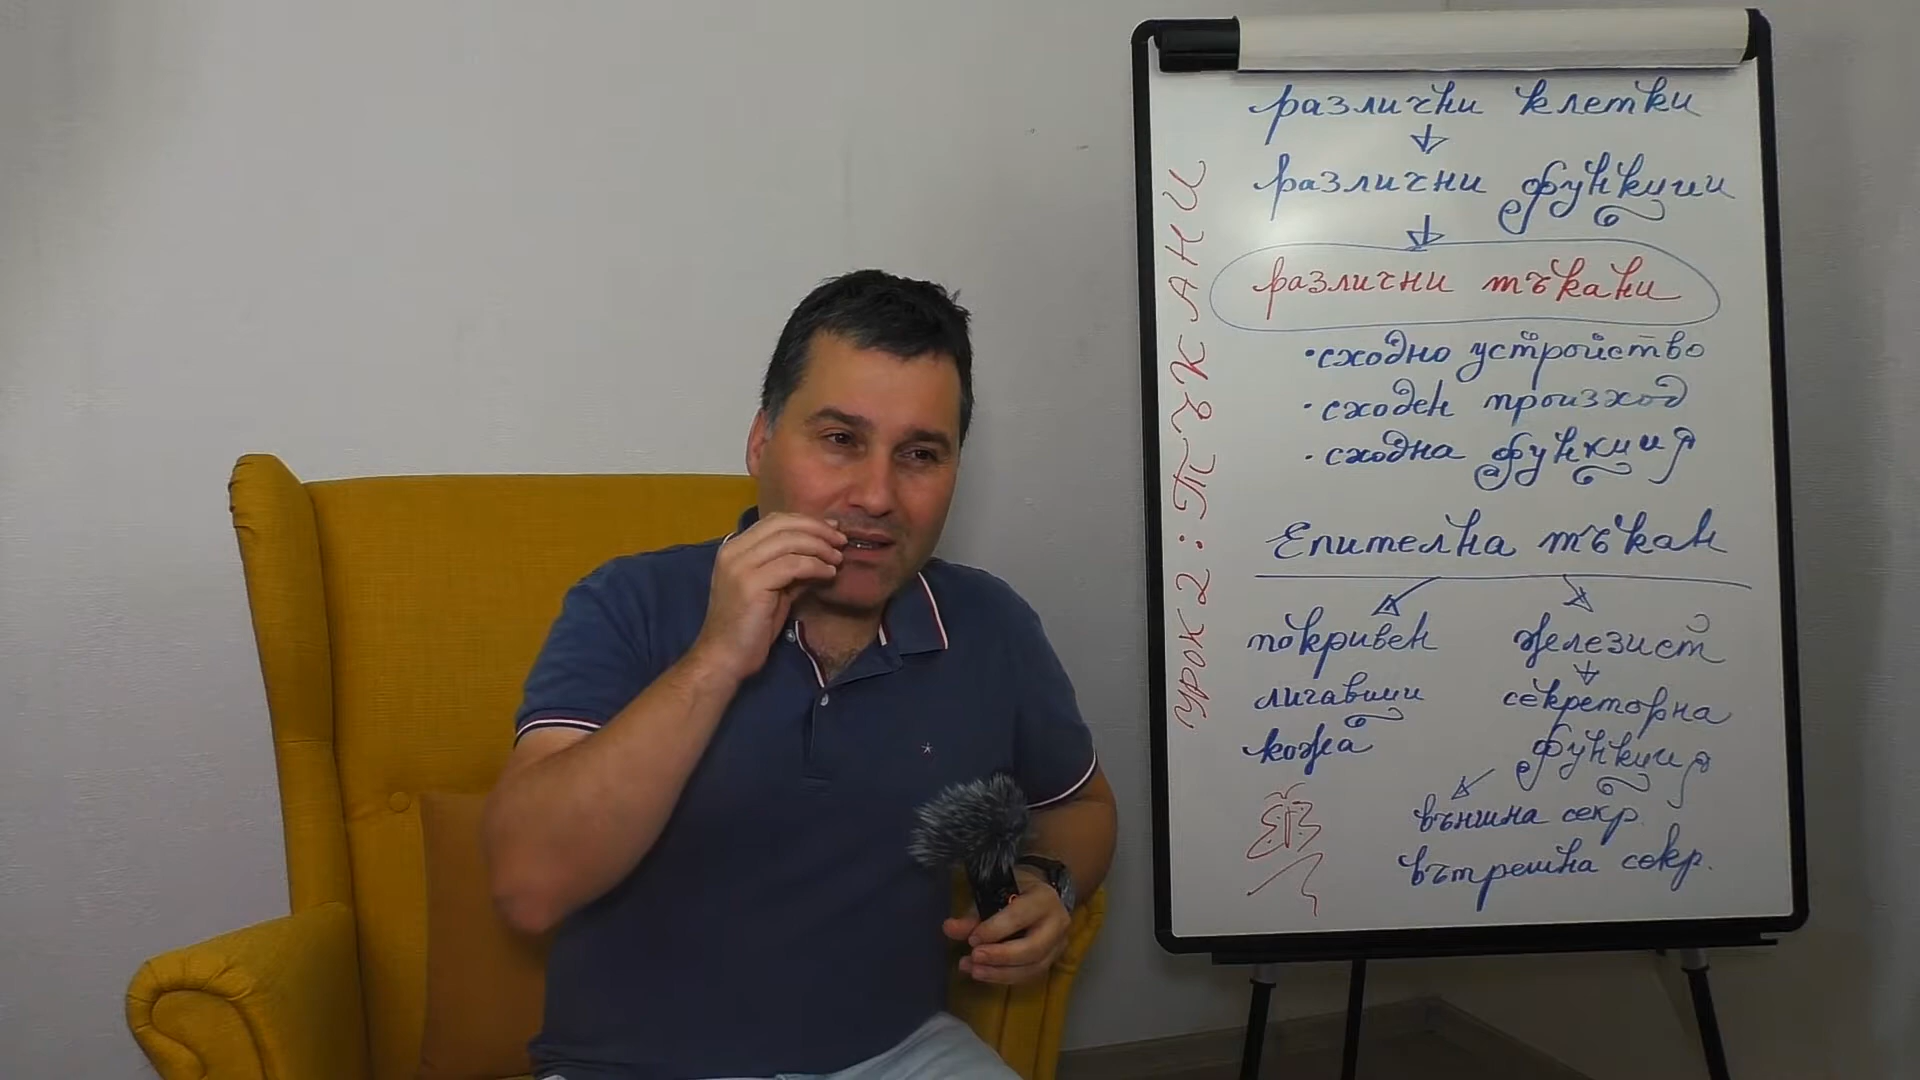 УРОК 2: ТЪКАНИ
различни клетки
различни функции
различни тъкани
• сходно устройство
• сходен произход
• сходна функция
Епителна тъкан
покривен железист
лигавици секреторна
кожа функция
външна секр.
вътрешна секр.